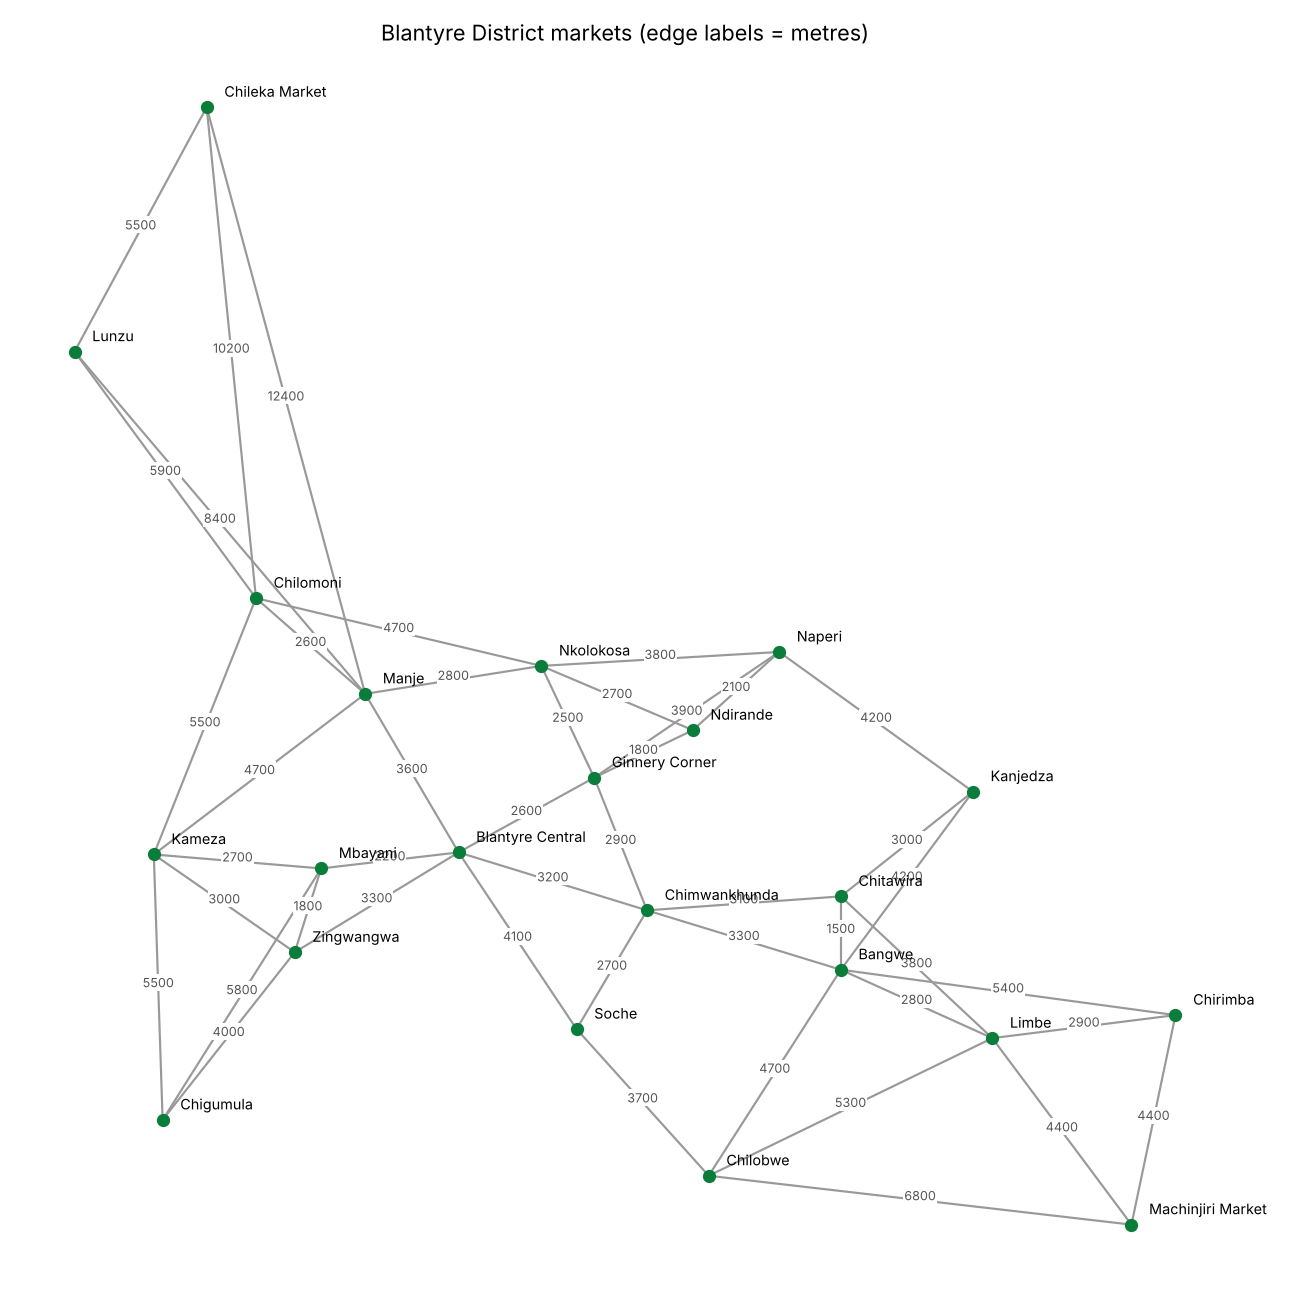 Blantyre District markets (edge labels = metres)
Chileka Market
5500
Lunzu
10200
12400
5900
8400
Chilomoni
4700
2600
Nkolokosa
Naperi
3800
Manje
2800
2700
2100
3900
Ndirande
5500
2500
4200
1800
Ginnery Corner
4700
3600
Kanjedza
2600
Kameza
Blantyre Central
2900
3000
Mbayani
2700
2200
3200
4200
Chitawira
3000
3300
Chimwankhunda
3100
1800
1500
Zingwangwa
4100
3300
Bangwe
2700
3800
5500
5800
5400
2800
Chirimba
Soche
Limbe
2900
4000
4700
3700
5300
Chigumula
4400
4400
Chilobwe
6800
Machinjiri Market